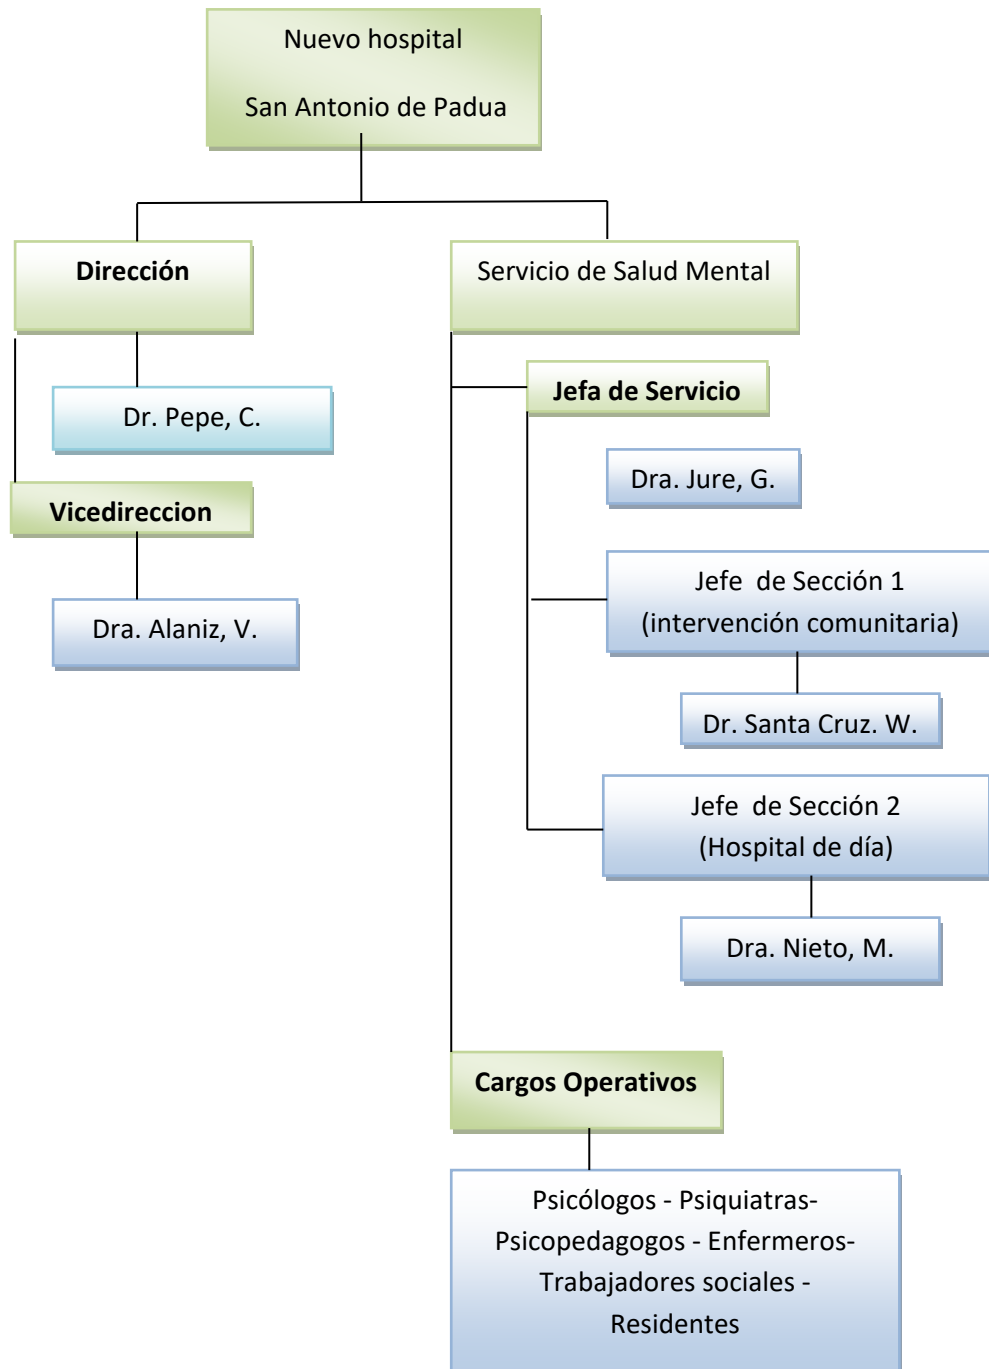 Nuevo hospital
San Antonio de Padua
Dirección
Dr. Pepe, C.
Vicedireccion
Dra. Alaniz, V.
Servicio de Salud Mental
Jefa de Servicio
Dra. Jure, G.
Jefe de Sección 1
(intervención comunitaria)
Dr. Santa Cruz. W.
Jefe de Sección 2
(Hospital de día)
Dra. Nieto, M.
Cargos Operativos
Psicólogos - Psiquiatras-
Psicopedagogos - Enfermeros-
Trabajadores sociales -
Residentes